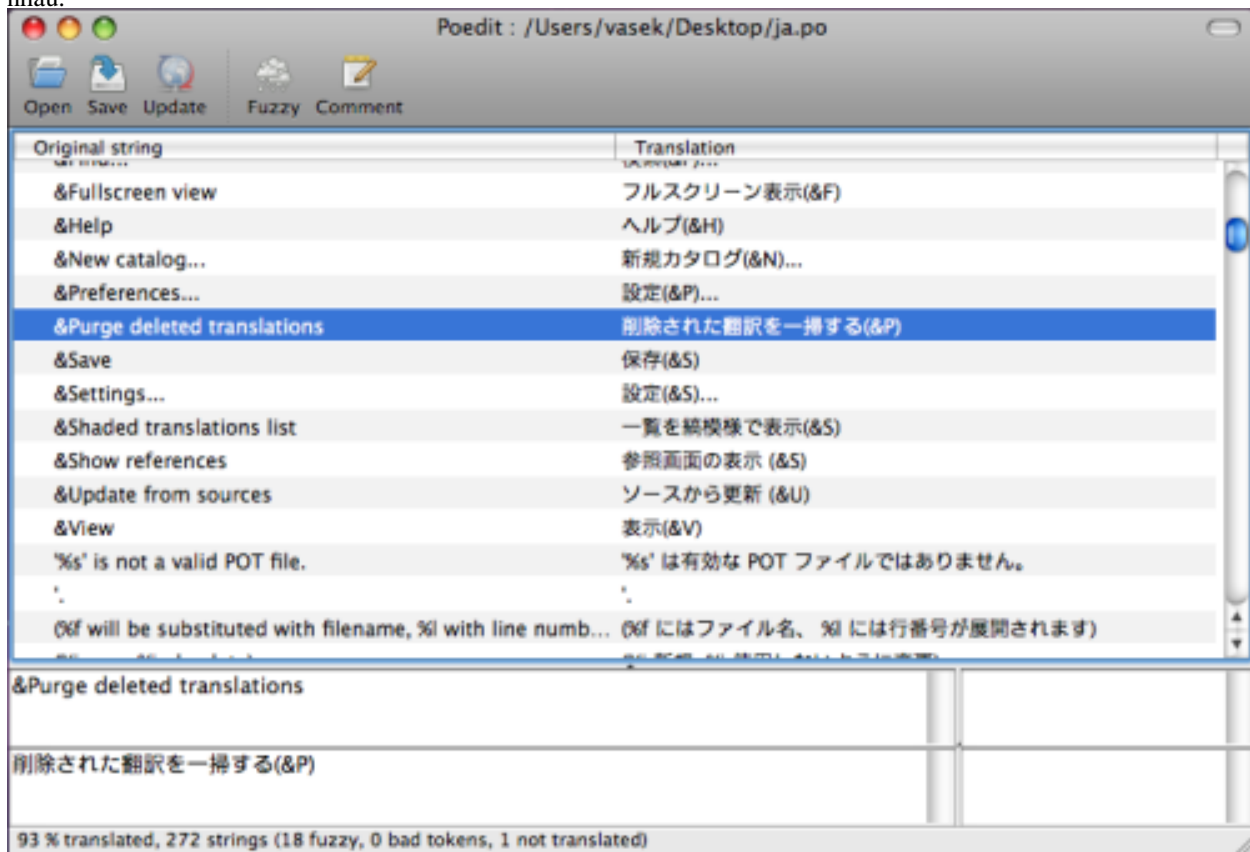 nhau.
Poedit : /Users/vasek/Desktop/ja.po
Open Save Update Fuzzy Comment
Original string Translation
&Fullscreen view フルスクリーン表示(&F)
&Help ヘルプ(&H)
&New catalog... 新規カタログ(&N)...
&Preferences... 設定(&P)...
&Purge deleted translations 削除された翻訳を一掃する(&P)
&Save 保存(&S)
&Settings... 設定(&S)...
&Shaded translations list 一覧を縞模様で表示(&S)
&Show references 参照画面の表示 (&S)
&Update from sources ソースから更新 (&U)
&View 表示(&V)
'%s' is not a valid POT file. '%s' は有効な POT ファイルではありません。
'. '.
(%f will be substituted with filename, %l with line numb... (%f にはファイル名、 %l には行番号が展開されます)
&Purge deleted translations
削除された翻訳を一掃する(&P)
93 % translated, 272 strings (18 fuzzy, 0 bad tokens, 1 not translated)